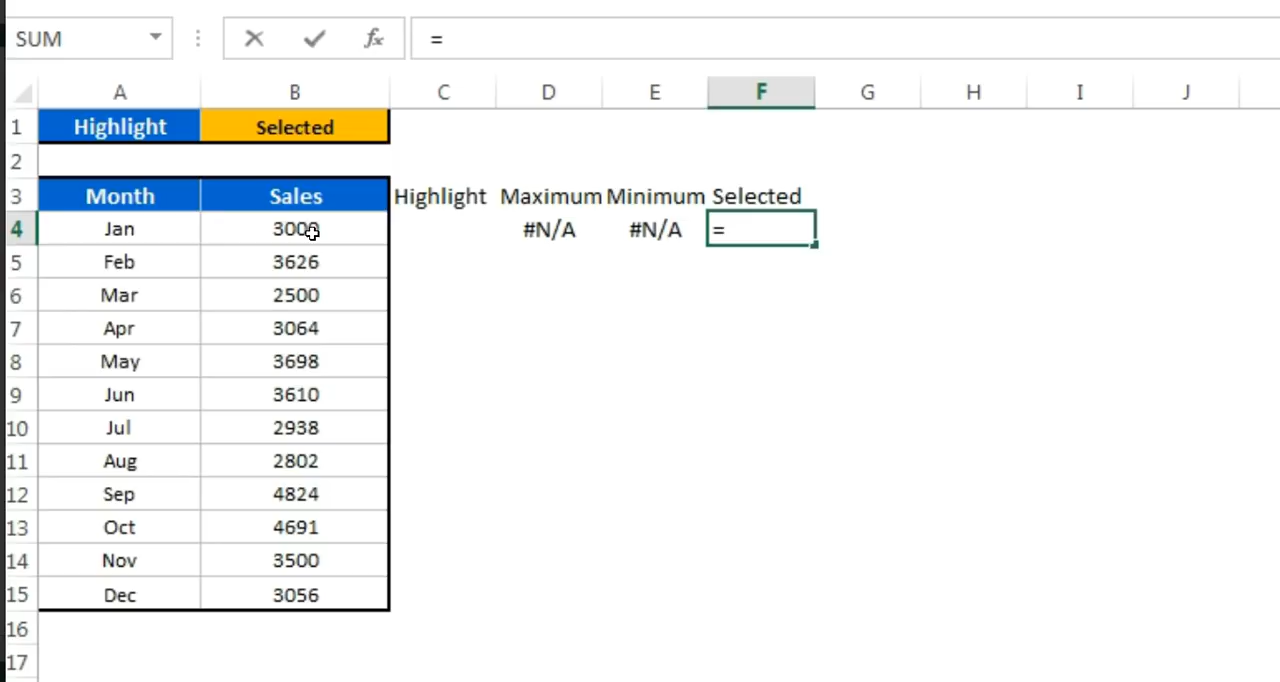 SUM fx =
A B C D E F G H I J
1 Highlight Selected
2
3 Month Sales Highlight Maximum Minimum Selected
4 Jan 3000 #N/A #N/A =
5 Feb 3626
6 Mar 2500
7 Apr 3064
8 May 3698
9 Jun 3610
10 Jul 2938
11 Aug 2802
12 Sep 4824
13 Oct 4691
14 Nov 3500
15 Dec 3056
16
17